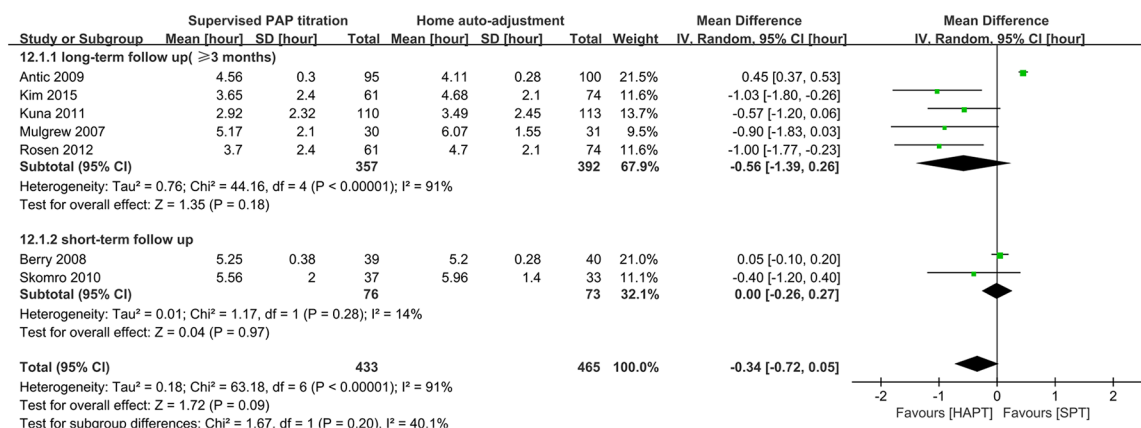 Supervised PAP titration Home auto-adjustment Mean Difference Mean Difference
Study or Subgroup Mean [hour] SD [hour] Total Mean [hour] SD [hour] Total Weight IV, Random, 95% CI [hour] IV, Random, 95% CI [hour]
12.1.1 long-term follow up( ≥3 months)
Antic 2009 4.56 0.3 95 4.11 0.28 100 21.5% 0.45 [0.37, 0.53]
Kim 2015 3.65 2.4 61 4.68 2.1 74 11.6% -1.03 [-1.80, -0.26]
Kuna 2011 2.92 2.32 110 3.49 2.45 113 13.7% -0.57 [-1.20, 0.06]
Mulgrew 2007 5.17 2.1 30 6.07 1.55 31 9.5% -0.90 [-1.83, 0.03]
Rosen 2012 3.7 2.4 61 4.7 2.1 74 11.6% -1.00 [-1.77, -0.23]
Subtotal (95% CI) 357 392 67.9% -0.56 [-1.39, 0.26]
Heterogeneity: Tau² = 0.76; Chi² = 44.16, df = 4 (P < 0.00001); I² = 91%
Test for overall effect: Z = 1.35 (P = 0.18)
12.1.2 short-term follow up
Berry 2008 5.25 0.38 39 5.2 0.28 40 21.0% 0.05 [-0.10, 0.20]
Skomro 2010 5.56 2 37 5.96 1.4 33 11.1% -0.40 [-1.20, 0.40]
Subtotal (95% CI) 76 73 32.1% 0.00 [-0.26, 0.27]
Heterogeneity: Tau² = 0.01; Chi² = 1.17, df = 1 (P = 0.28); I² = 14%
Test for overall effect: Z = 0.04 (P = 0.97)
Total (95% CI) 433 465 100.0% -0.34 [-0.72, 0.05]
Heterogeneity: Tau² = 0.18; Chi² = 63.18, df = 6 (P < 0.00001); I² = 91%
Test for overall effect: Z = 1.72 (P = 0.09)
Test for subgroup differences: Chi² = 1.67, df = 1 (P = 0.20), I² = 40.1%
-2 -1 0 1 2
Favours [HAPT] Favours [SPT]